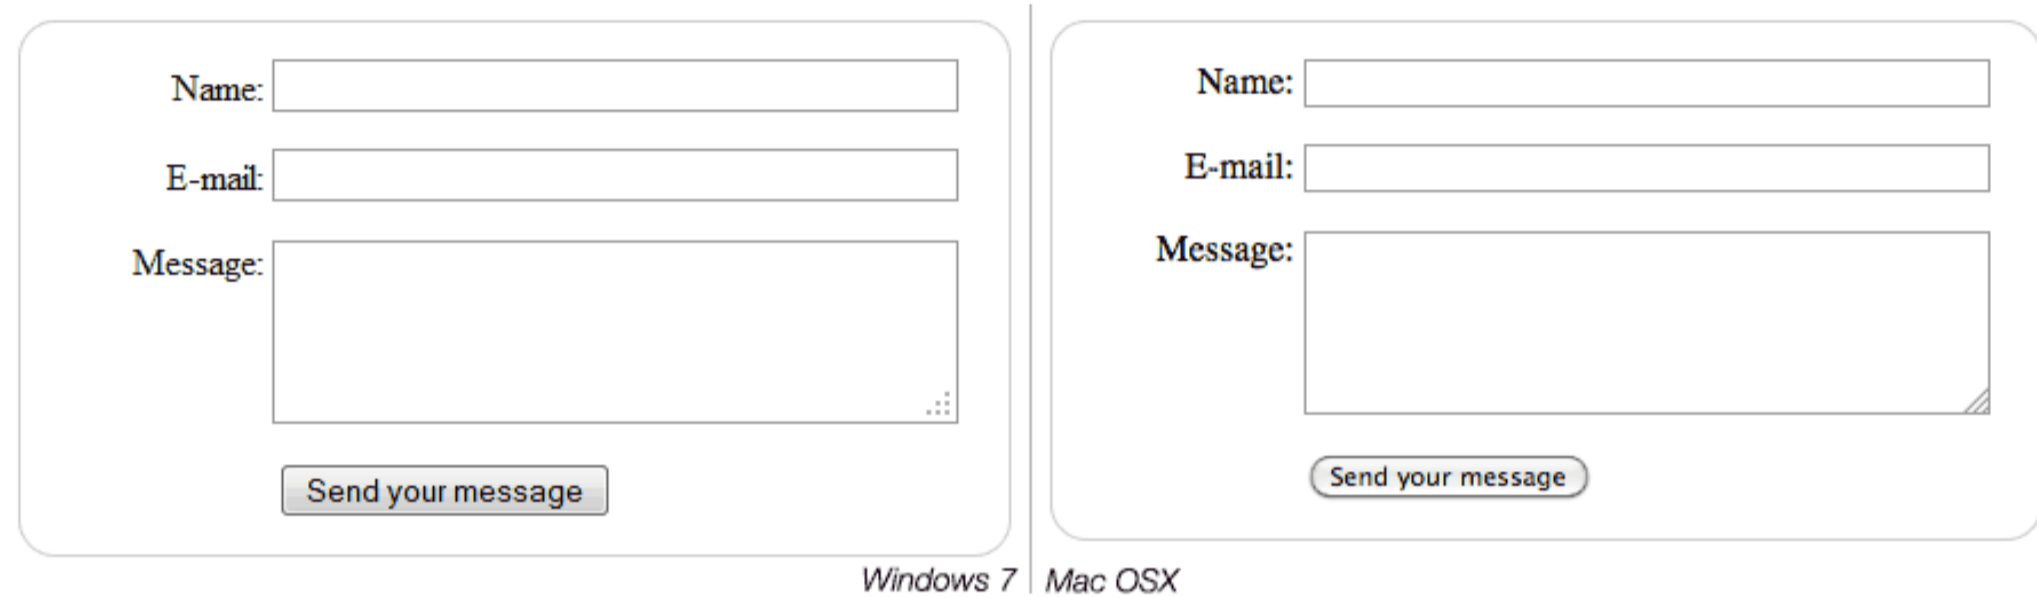 Name:
E-mail:
Message:
Send your message
Windows 7
Name:
E-mail:
Message:
Send your message
Mac OSX